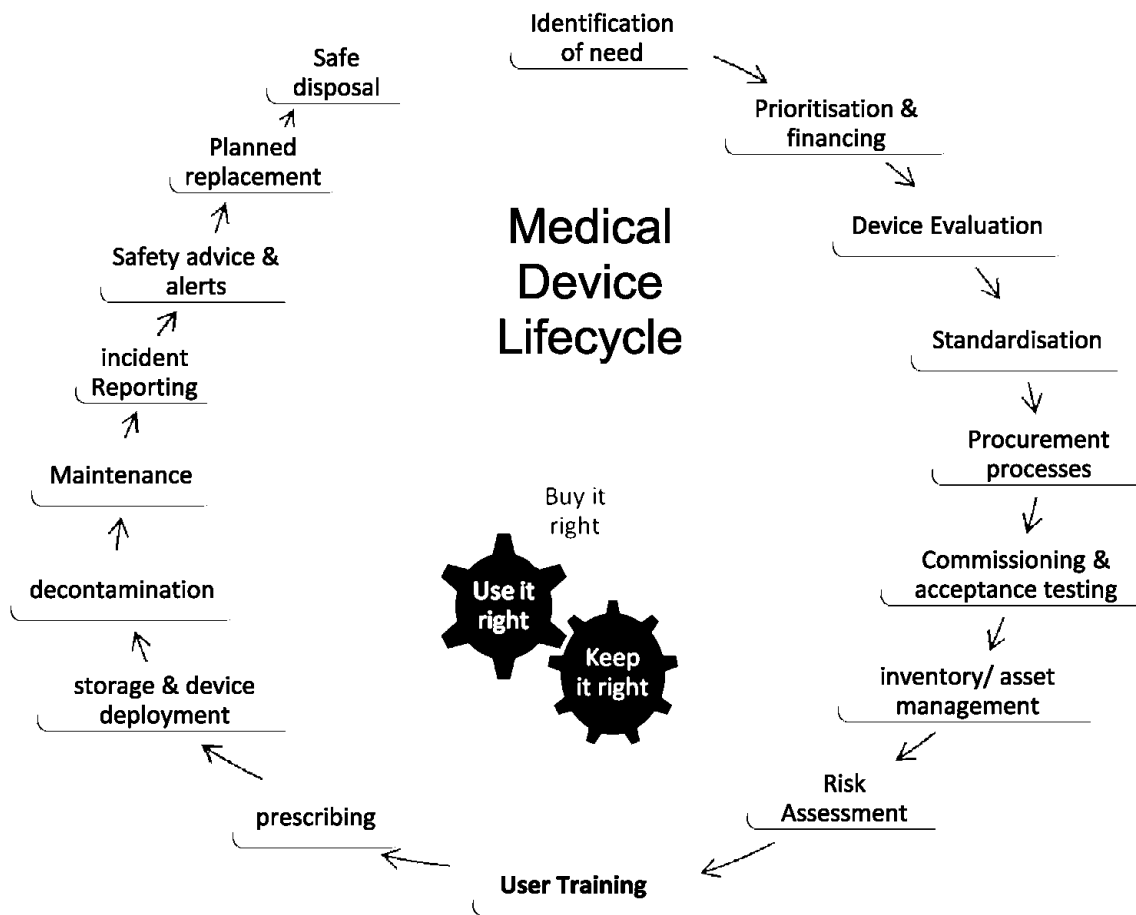 Medical
Device
Lifecycle
Identification
of need
Prioritisation &
financing
Device Evaluation
Standardisation
Procurement
processes
Commissioning &
acceptance testing
inventory/ asset
management
Risk
Assessment
User Training
prescribing
storage & device
deployment
decontamination
Maintenance
incident
Reporting
Safety advice &
alerts
Planned
replacement
Safe
disposal
Buy it
right
Use it
right
Keep
it right